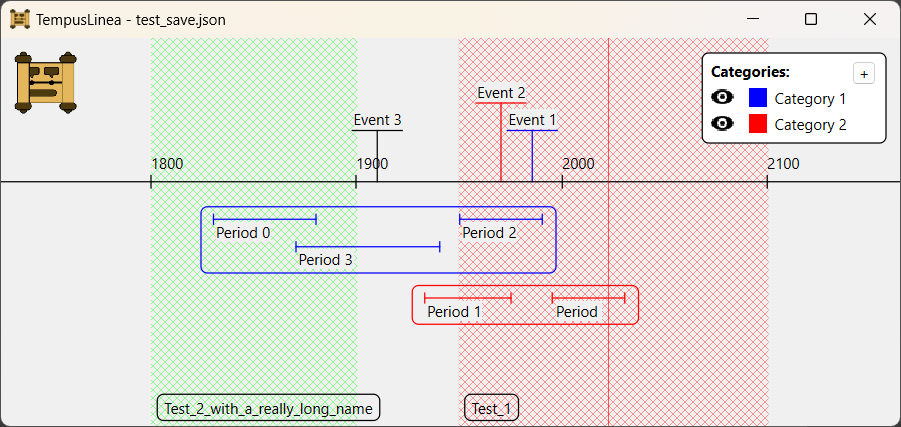 TempusLinea - test_save.json
Categories:
+
Category 1
Category 2
Event 2
Event 3
Event 1
1800
1900
2000
2100
Period 0
Period 2
Period 3
Period 1
Period
Test_2_with_a_really_long_name
Test_1